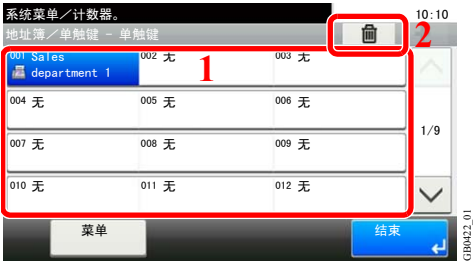 系统菜单／计数器。
10:10
地址簿／单触键 - 单触键
2
001 Sales department 1
002 无
003 无
1
004 无
005 无
006 无
1/9
007 无
008 无
009 无
010 无
011 无
012 无
菜单
结束
GB0422_01